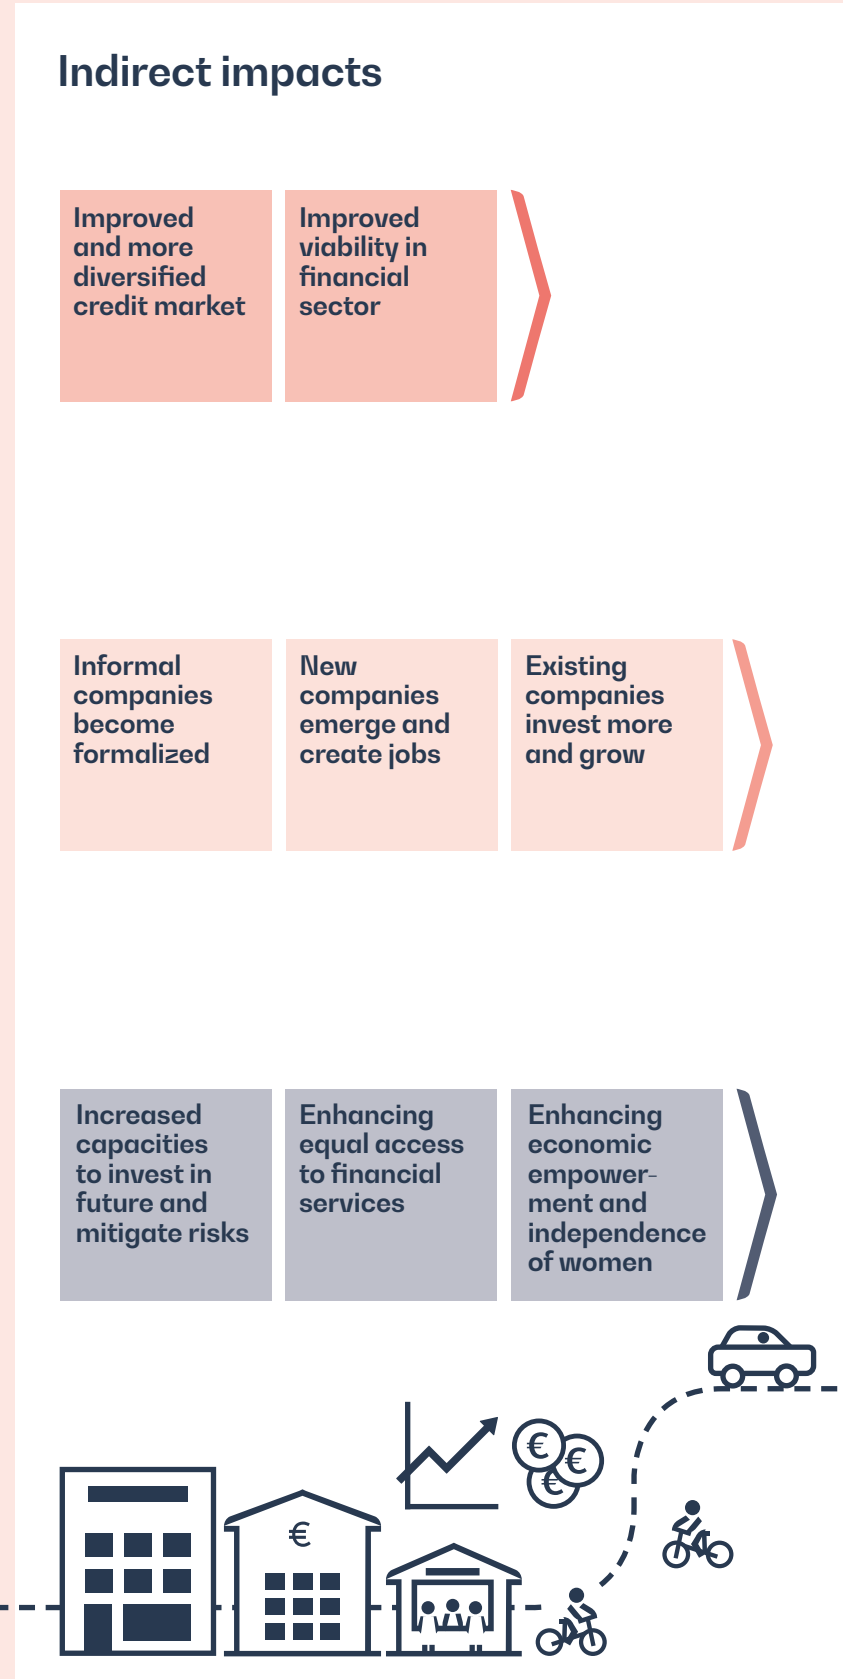 Indirect impacts
Improved
and more
diversified
credit market
Improved
viability in
financial
sector
Informal
companies
become
formalized
New
companies
emerge and
create jobs
Existing
companies
invest more
and grow
Increased
capacities
to invest in
future and
mitigate risks
Enhancing
equal access
to financial
services
Enhancing
economic
empower-
ment and
independence
of women
€
€
€
€